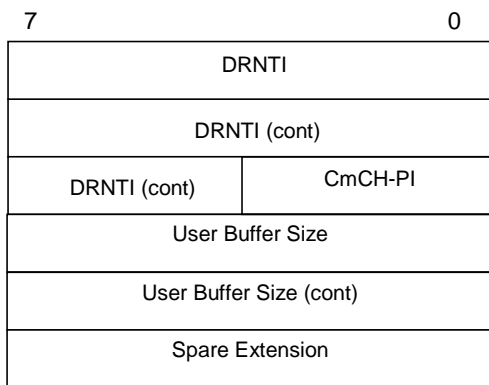 7 0
DRNTI
DRNTI (cont)
DRNTI (cont) CmCH-PI
User Buffer Size
User Buffer Size (cont)
Spare Extension